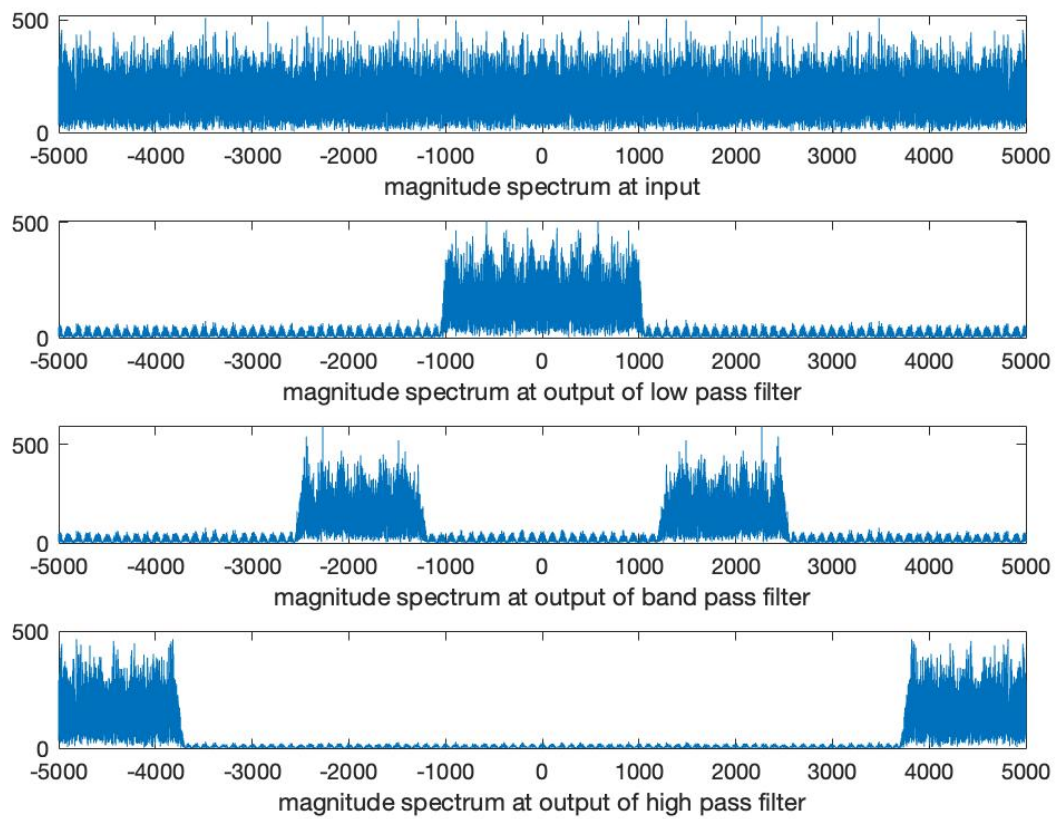 500
0
-5000 -4000 -3000 -2000 -1000 0 1000 2000 3000 4000 5000
magnitude spectrum at input
500
0
-5000 -4000 -3000 -2000 -1000 0 1000 2000 3000 4000 5000
magnitude spectrum at output of low pass filter
500
0
-5000 -4000 -3000 -2000 -1000 0 1000 2000 3000 4000 5000
magnitude spectrum at output of band pass filter
500
0
-5000 -4000 -3000 -2000 -1000 0 1000 2000 3000 4000 5000
magnitude spectrum at output of high pass filter